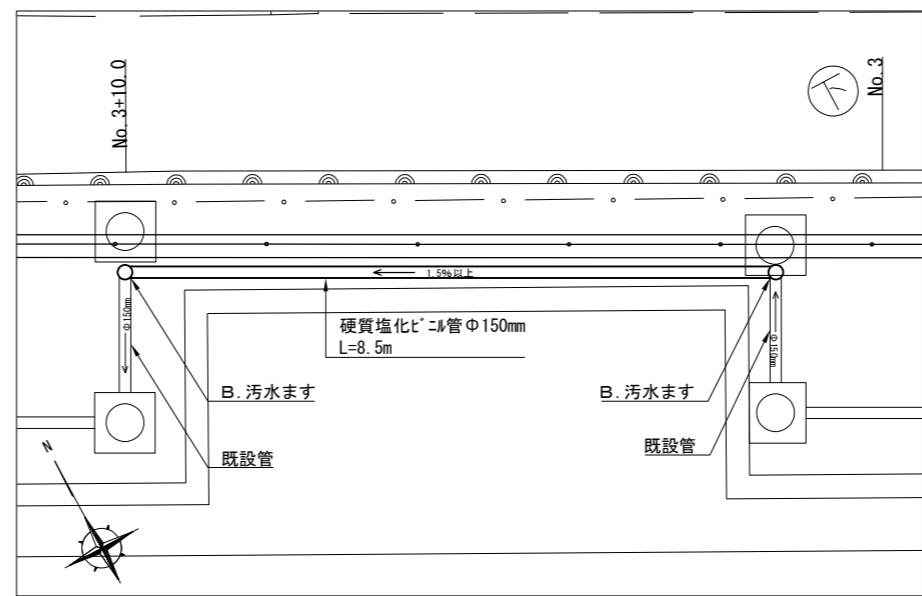 No.3+10.0
No.3
下
1.5%以上
硬質塩化ﾋﾞﾆﾙ管Φ150mm
L=8.5m
Φ150mm
Φ150mm
B.汚水ます
B.汚水ます
既設管
既設管
N